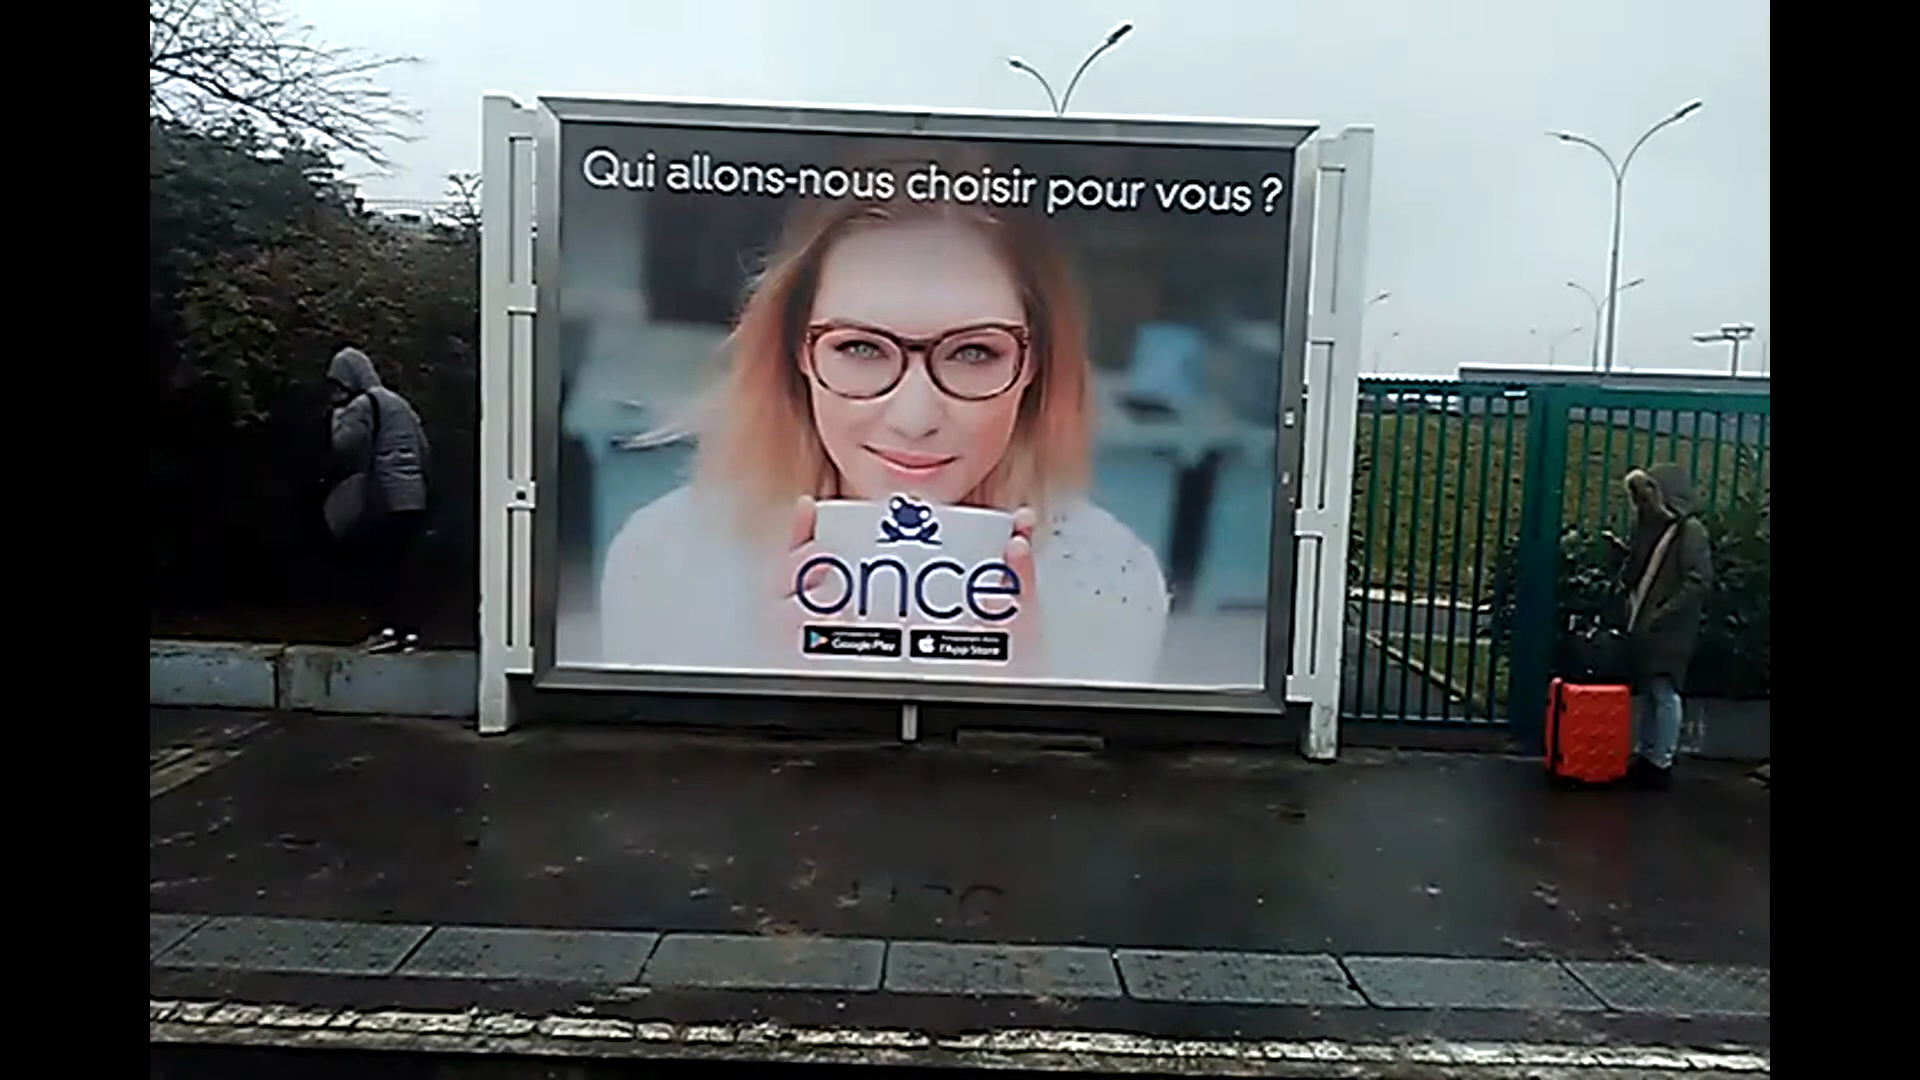 Qui allons-nous choisir pour vous ?
once
Google Play
l'App Store